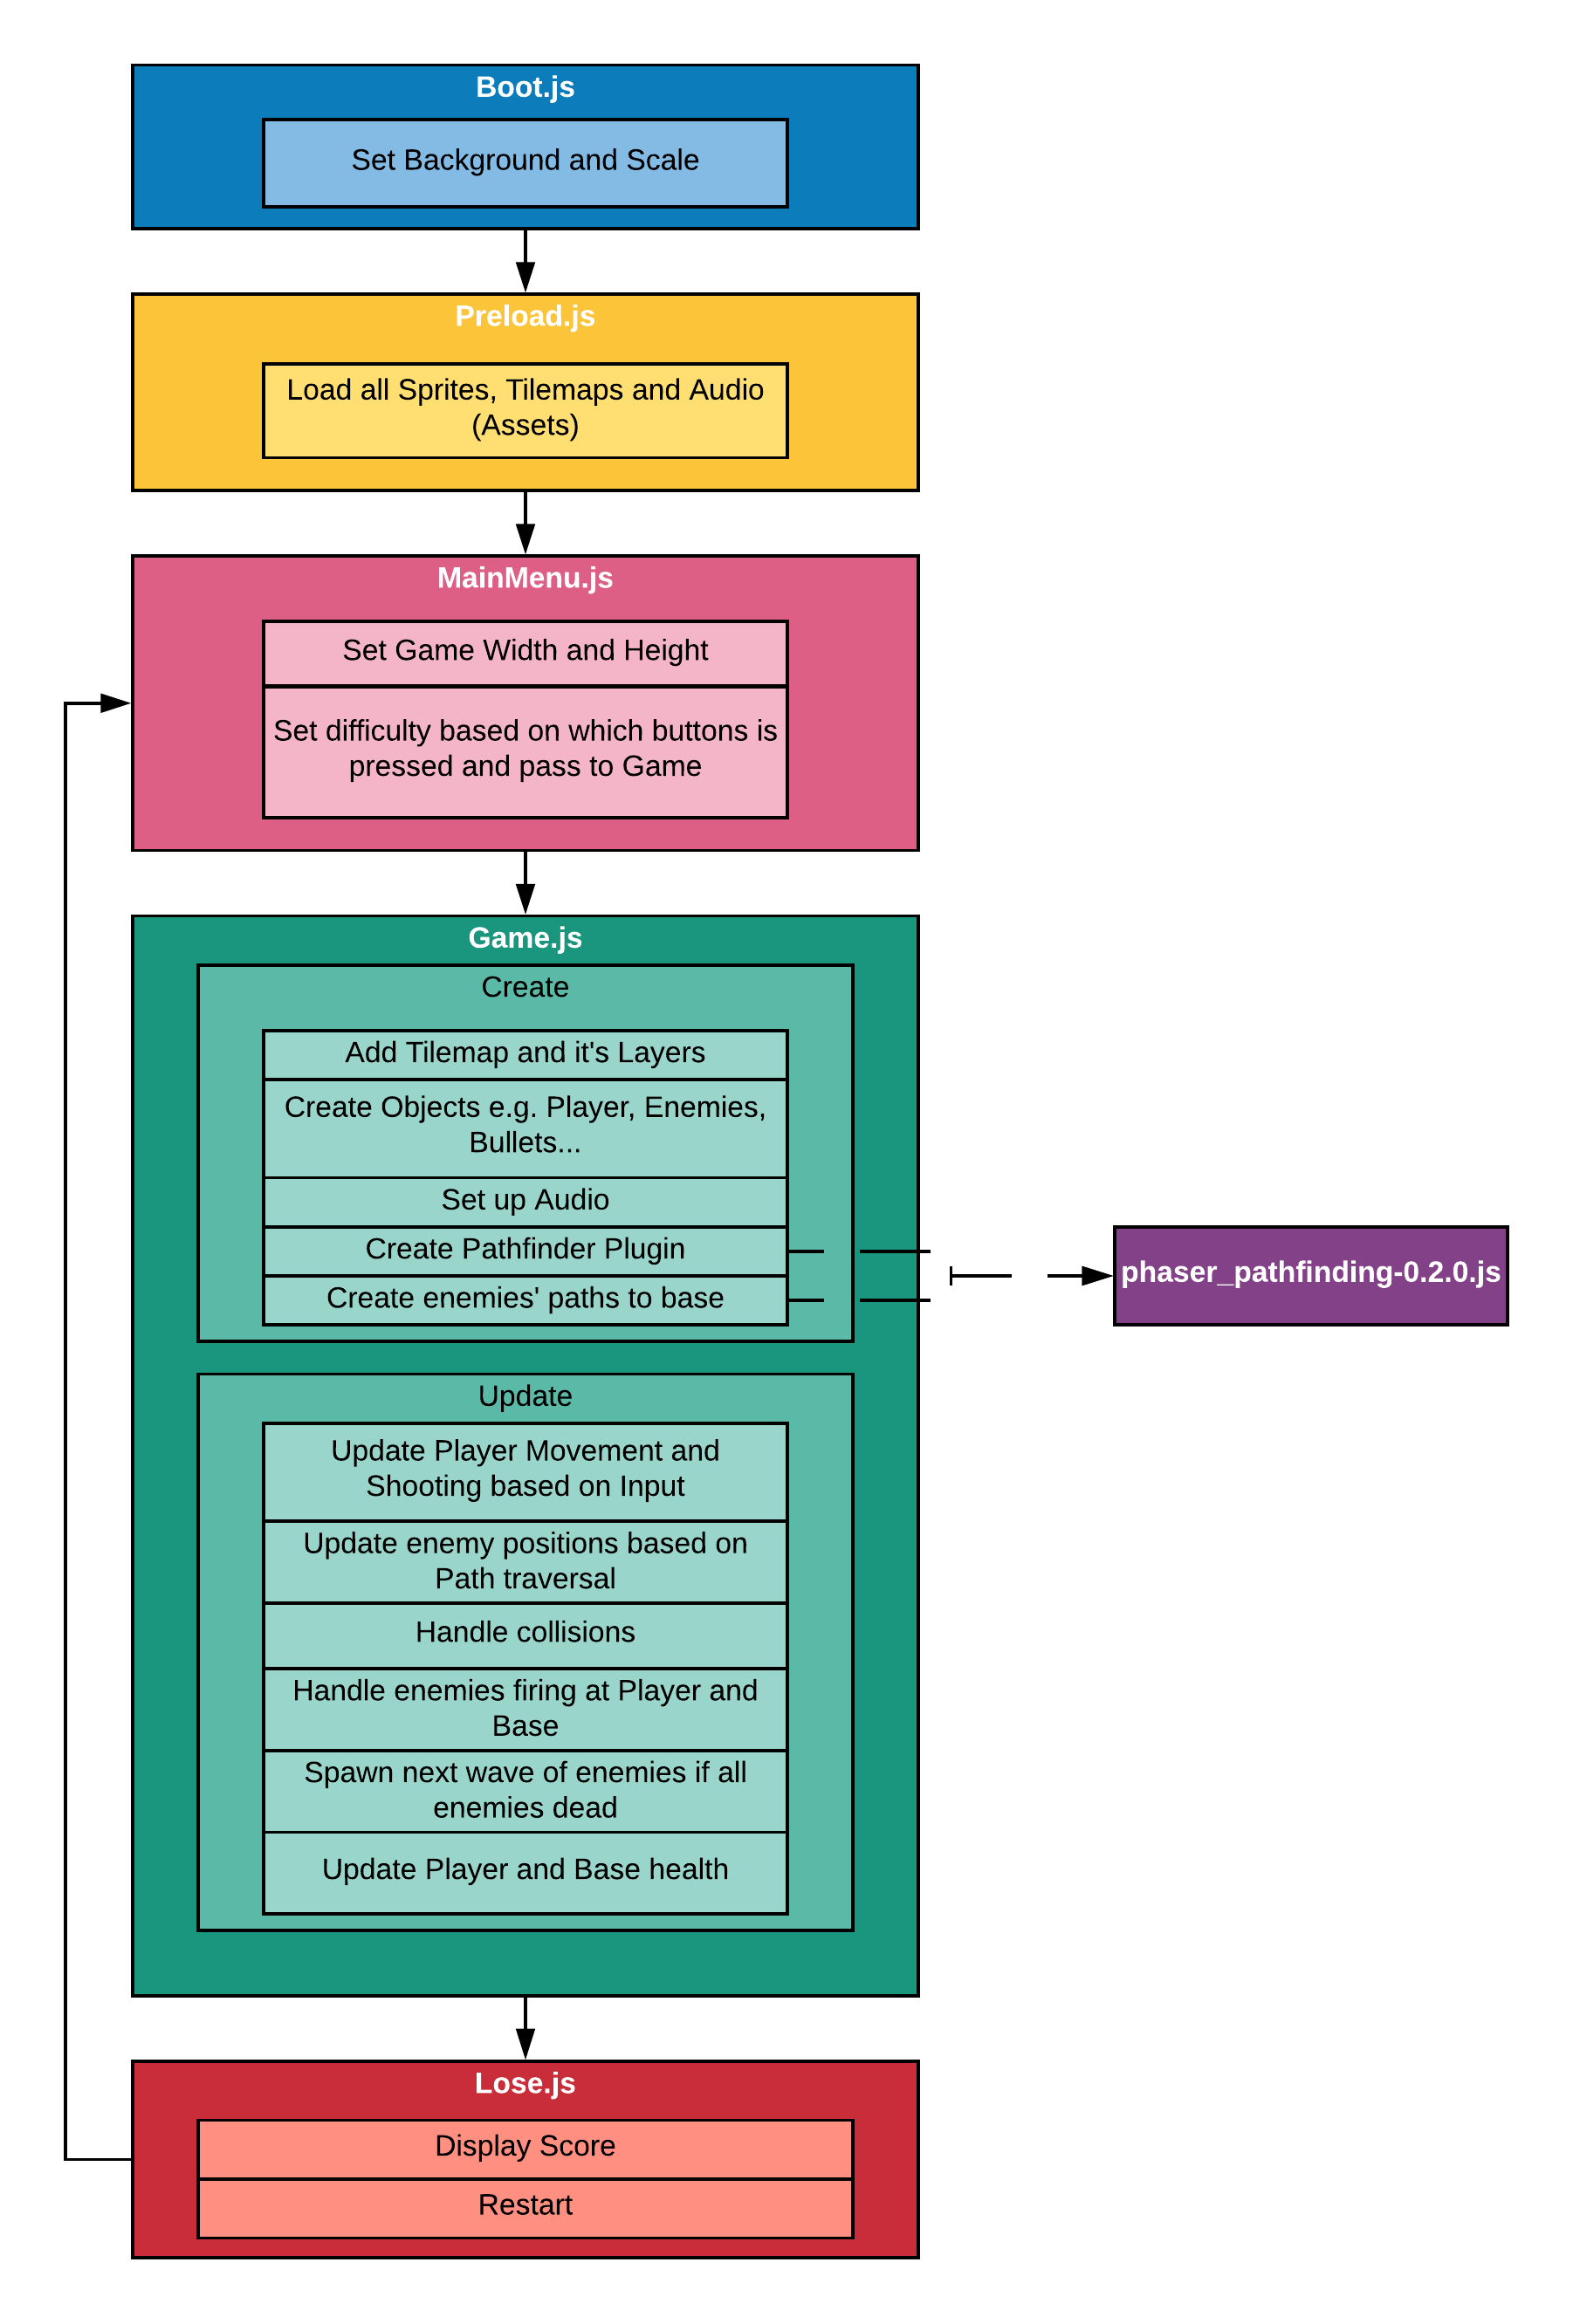 Boot.js
Set Background and Scale
Preload.js
Load all Sprites, Tilemaps and Audio
(Assets)
MainMenu.js
Set Game Width and Height
Set difficulty based on which buttons is
pressed and pass to Game
Game.js
Create
Add Tilemap and it's Layers
Create Objects e.g. Player, Enemies,
Bullets...
Set up Audio
Create Pathfinder Plugin
Create enemies' paths to base
phaser_pathfinding-0.2.0.js
Update
Update Player Movement and
Shooting based on Input
Update enemy positions based on
Path traversal
Handle collisions
Handle enemies firing at Player and
Base
Spawn next wave of enemies if all
enemies dead
Update Player and Base health
Lose.js
Display Score
Restart